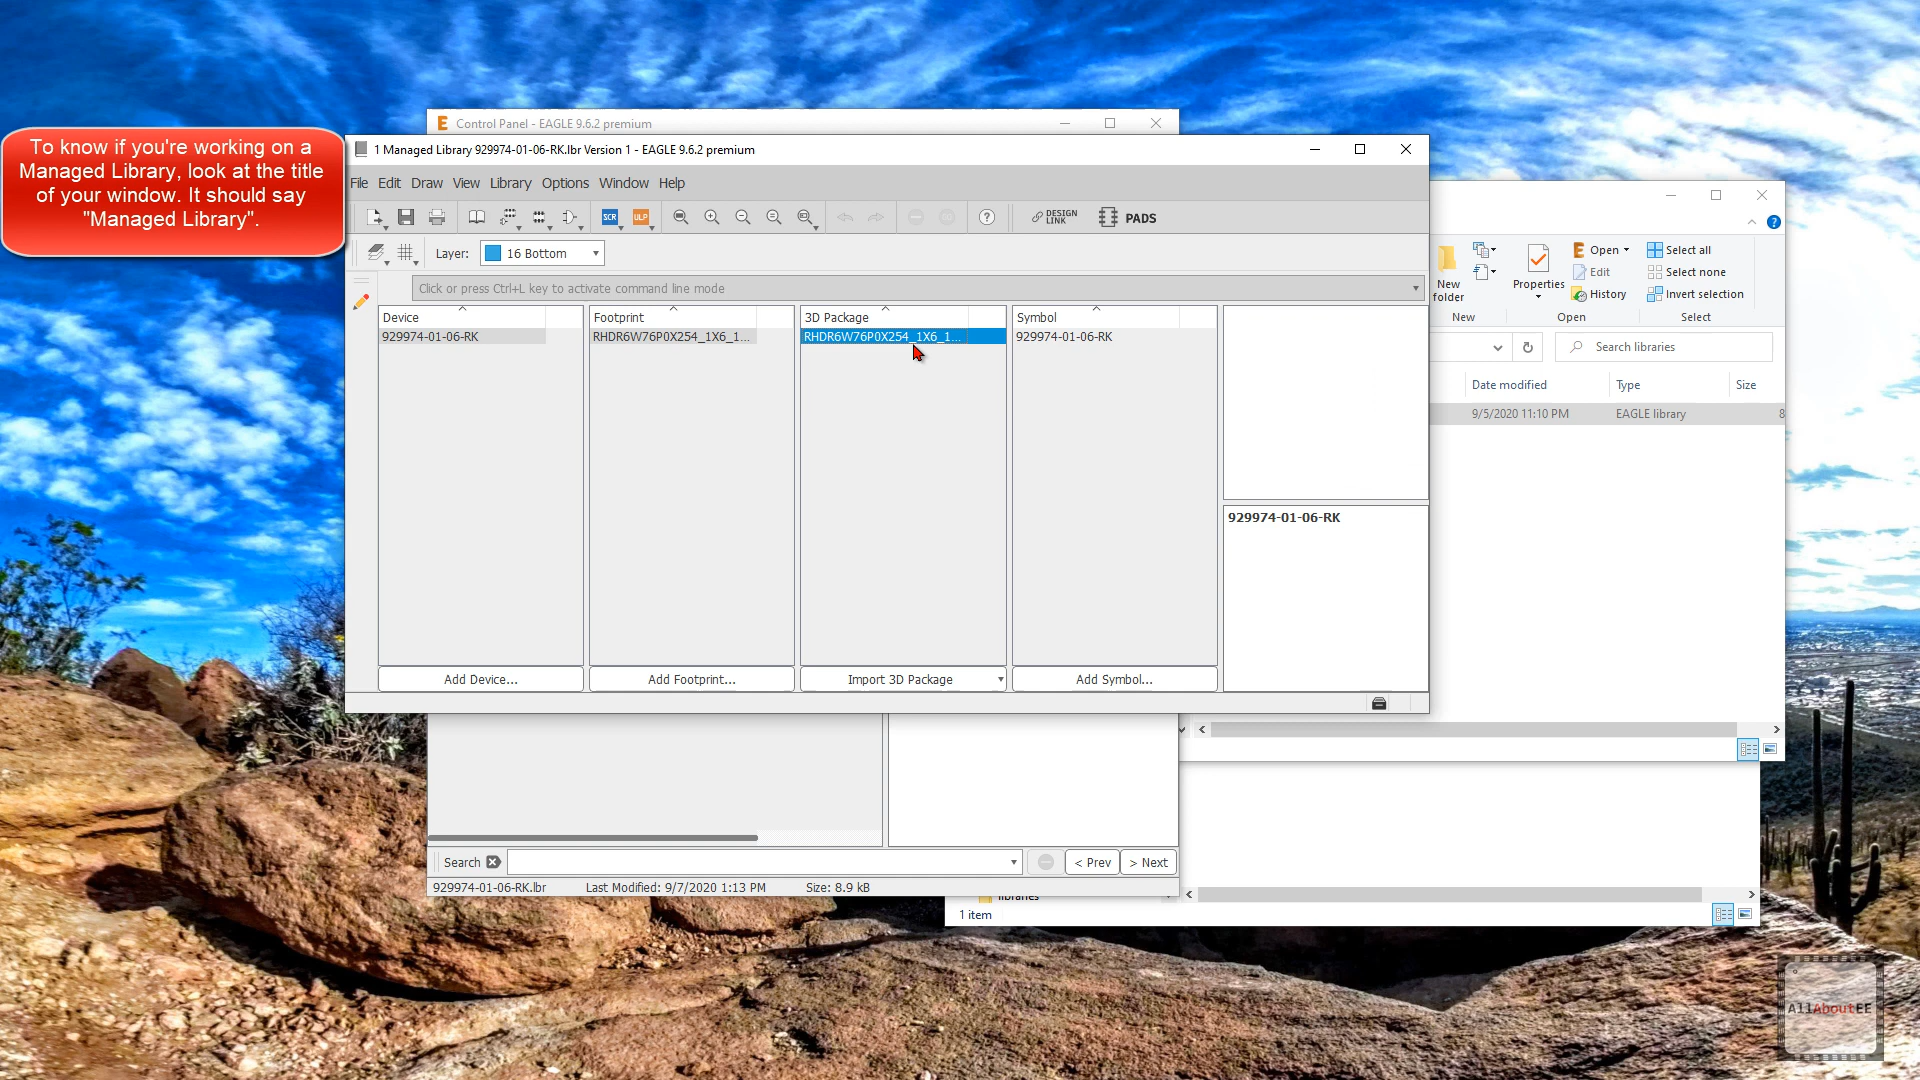 Control Panel - EAGLE 9.6.2 premium
To know if you're working on a
Managed Library, look at the title
of your window. It should say
"Managed Library".
1 Managed Library 929974-01-06-RK.lbr Version 1 - EAGLE 9.6.2 premium
File Edit Draw View Library Options Window Help
SCR ULP DESIGN LINK PADS
Layer: 16 Bottom
Click or press Ctrl+L key to activate command line mode
Device Footprint 3D Package Symbol
929974-01-06-RK RHDR6W76P0X254_1X6_1... RHDR6W76P0X254_1X6_1... 929974-01-06-RK
929974-01-06-RK
Add Device... Add Footprint... Import 3D Package Add Symbol...
New folder
Properties
Open
Edit
History
Select all
Select none
Invert selection
New Open Select
Search libraries
Date modified Type Size
9/5/2020 11:10 PM EAGLE library 8
Search < Prev > Next
929974-01-06-RK.lbr Last Modified: 9/7/2020 1:13 PM Size: 8.9 kB
libraries
1 item
AllAboutEE